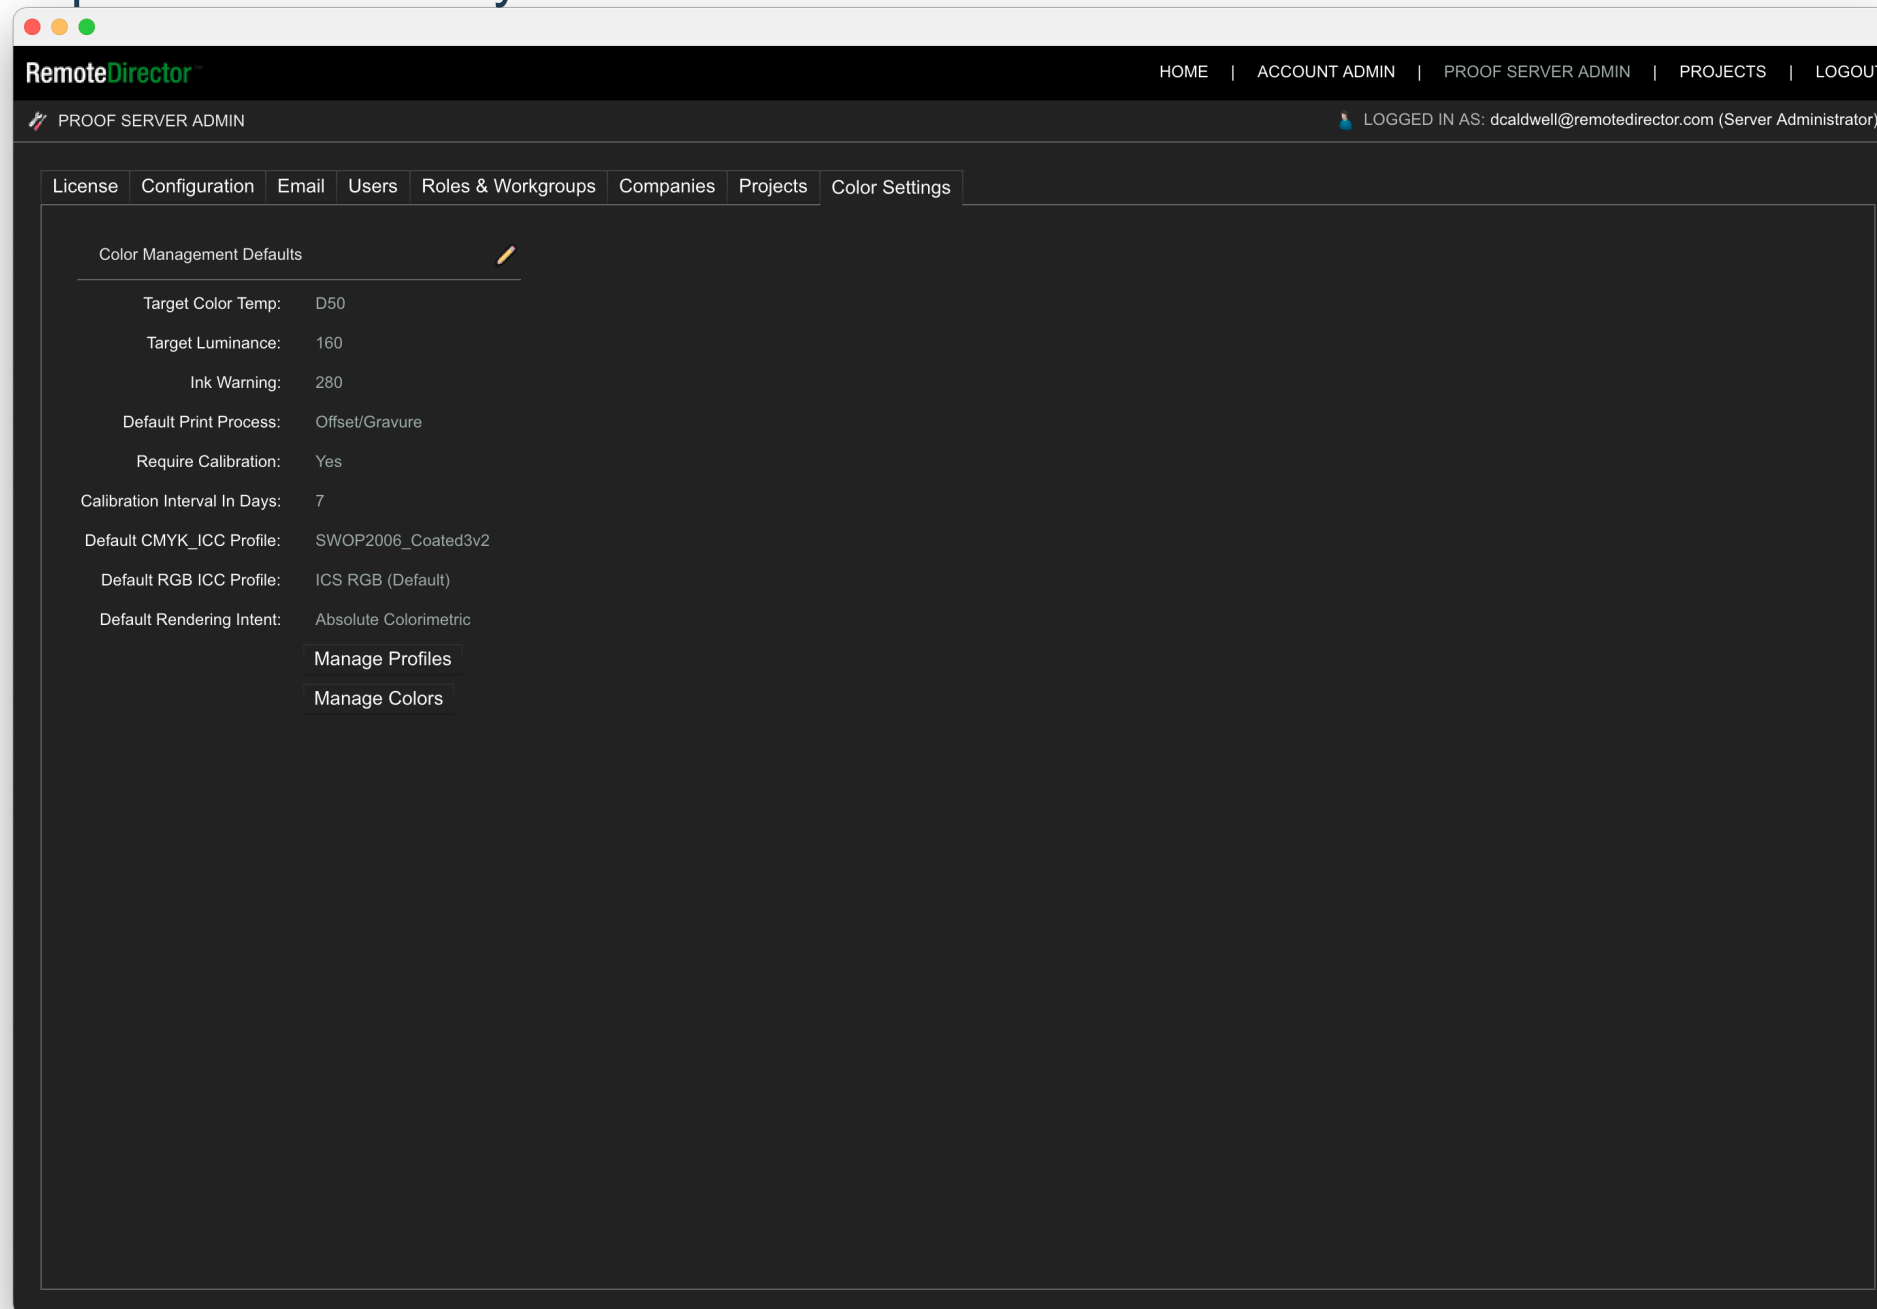 RemoteDirector™
HOME | ACCOUNT ADMIN | PROOF SERVER ADMIN | PROJECTS | LOGOUT
PROOF SERVER ADMIN
LOGGED IN AS: dcaldwell@remotedirector.com (Server Administrator)
License Configuration Email Users Roles & Workgroups Companies Projects Color Settings
Color Management Defaults
Target Color Temp: D50
Target Luminance: 160
Ink Warning: 280
Default Print Process: Offset/Gravure
Require Calibration: Yes
Calibration Interval In Days: 7
Default CMYK_ICC Profile: SWOP2006_Coated3v2
Default RGB ICC Profile: ICS RGB (Default)
Default Rendering Intent: Absolute Colorimetric
Manage Profiles
Manage Colors